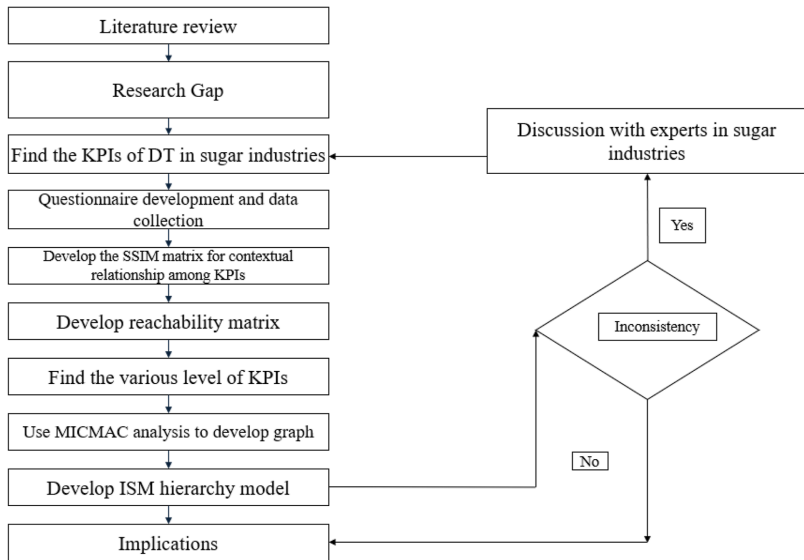 Literature review
Research Gap
Find the KPIs of DT in sugar industries
Questionnaire development and data
collection
Develop the SSIM matrix for contextual
relationship among KPIs
Develop reachability matrix
Find the various level of KPIs
Use MICMAC analysis to develop graph
Develop ISM hierarchy model
Implications
Discussion with experts in sugar
industries
Yes
Inconsistency
No